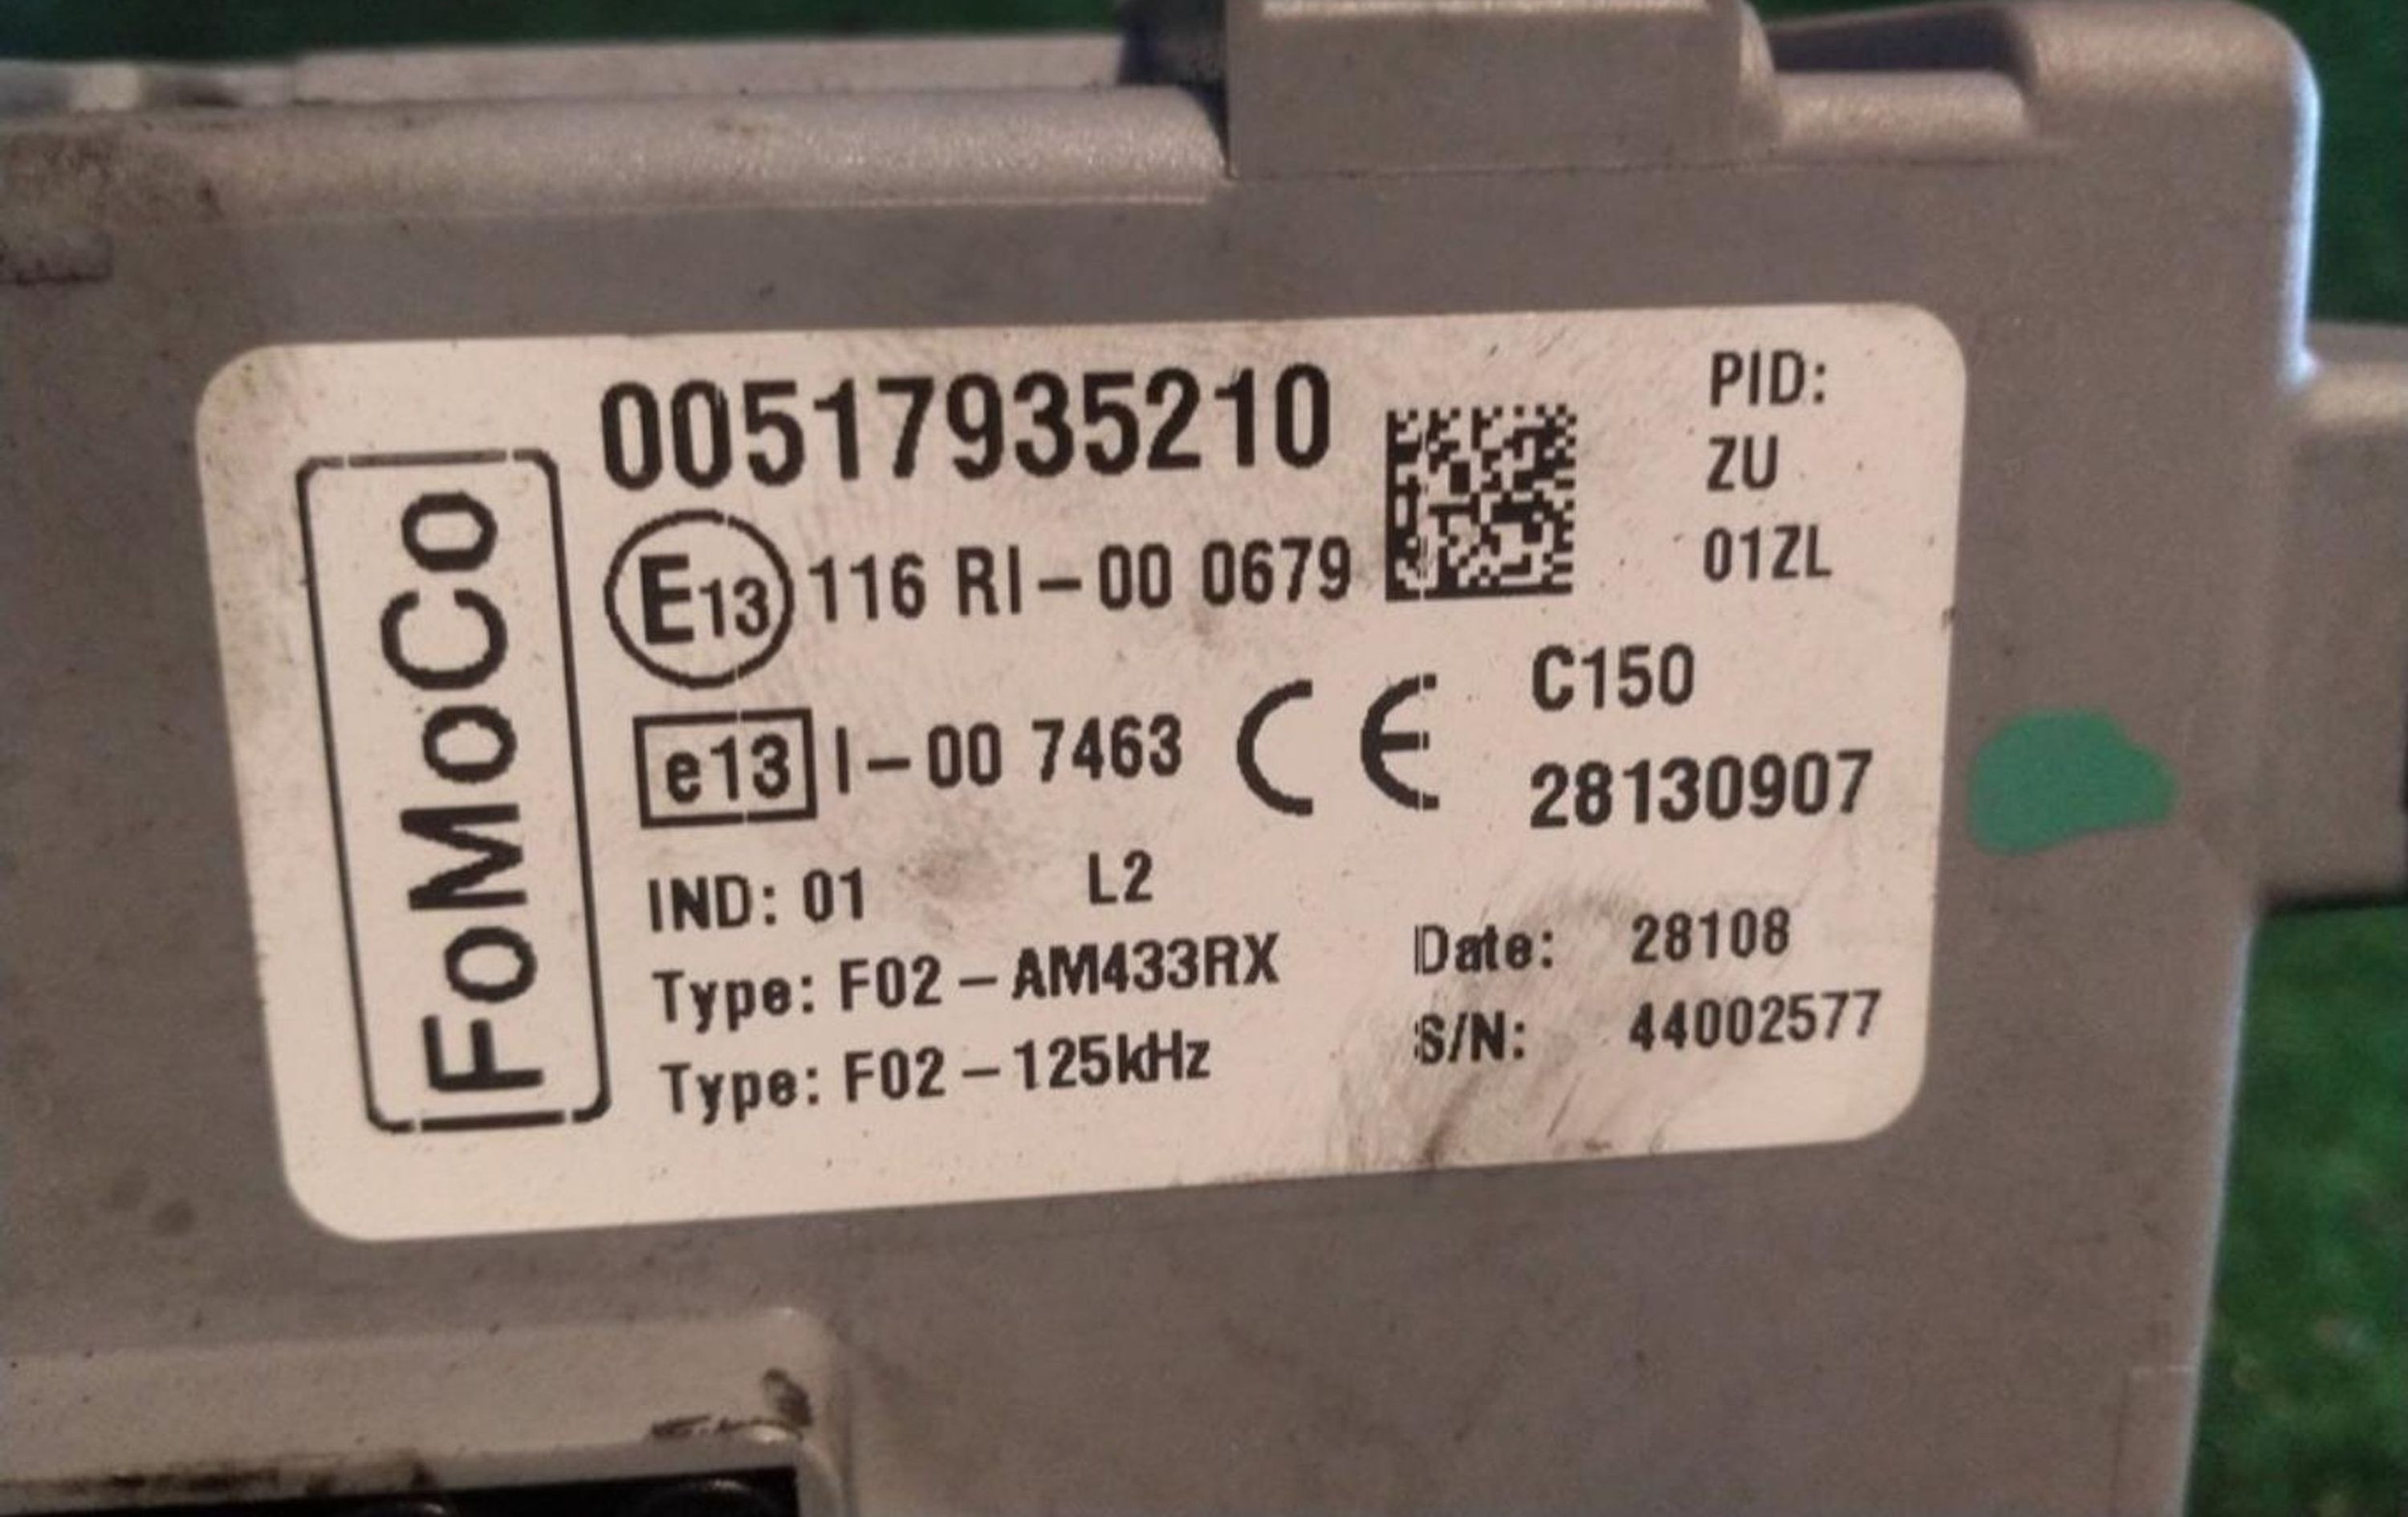 FoMoCo
00517935210
E13 116 RI-00 0679
PID:
ZU
01ZL
e13 I-00 7463 CE
C150
28130907
IND: 01 L2
Type: F02-AM433RX
Type: F02-125kHz
Date: 28108
S/N: 44002577